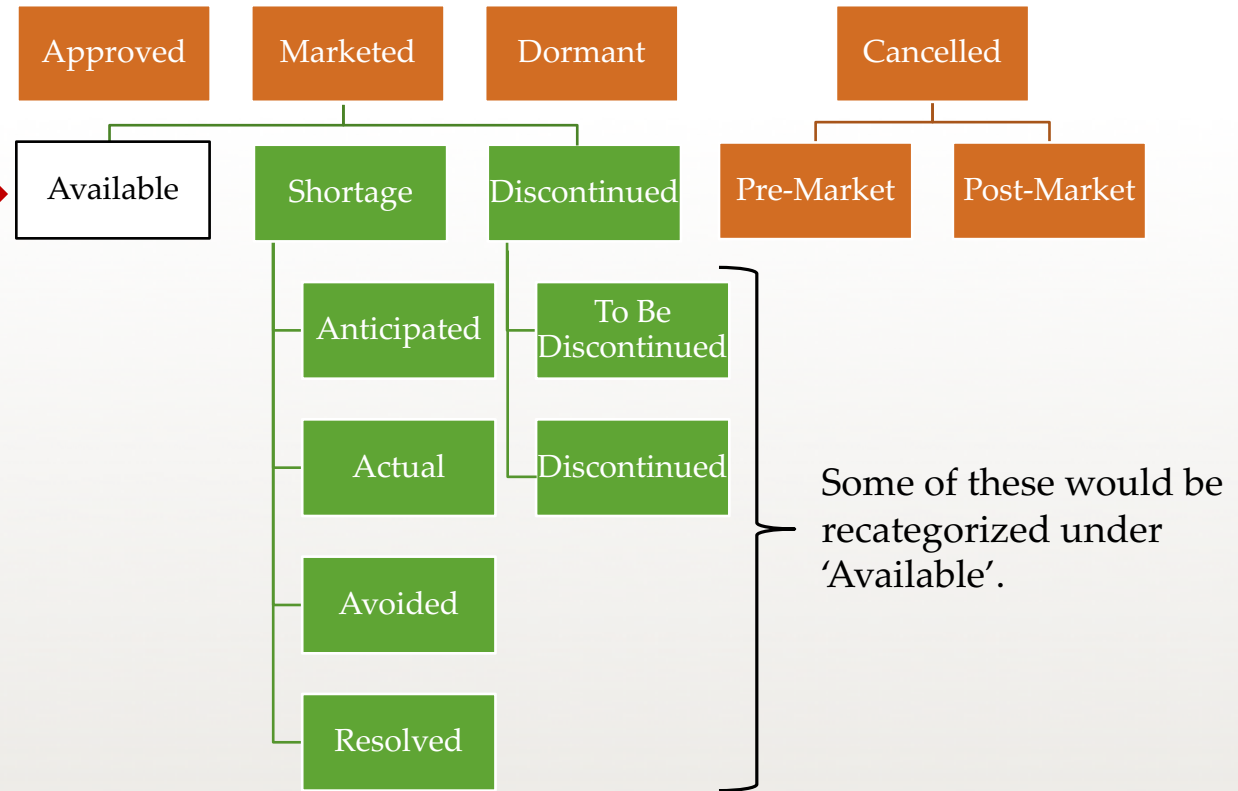 Approved
Marketed
Dormant
Cancelled
Available
Shortage
Discontinued
Pre-Market
Post-Market
Anticipated
To Be
Discontinued
Actual
Discontinued
Avoided
Resolved
Some of these would be
recategorized under
‘Available’.